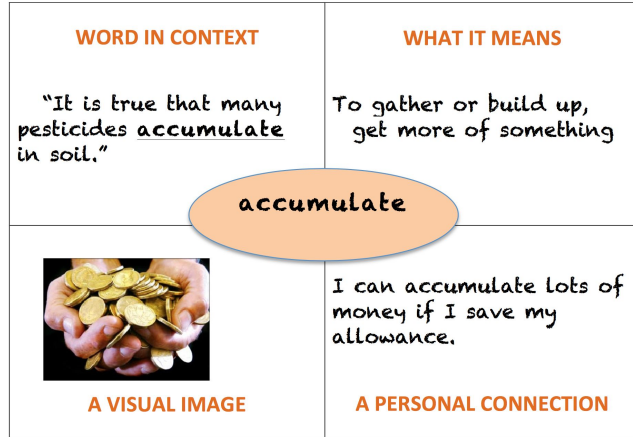 WORD IN CONTEXT
“It is true that many
pesticides accumulate
in soil.”
WHAT IT MEANS
To gather or build up,
get more of something
accumulate
A VISUAL IMAGE
I can accumulate lots of
money if I save my
allowance.
A PERSONAL CONNECTION